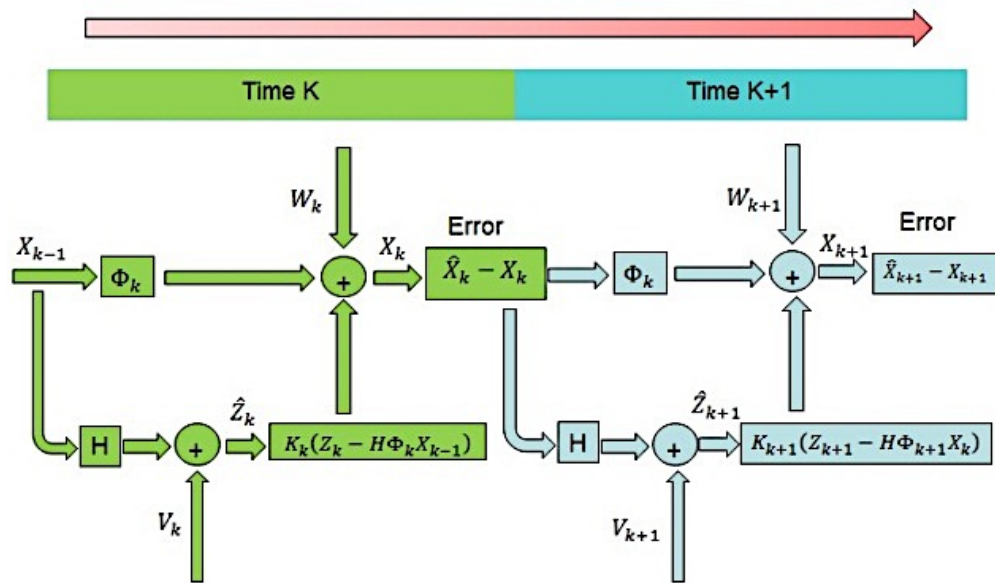 Time K
Time K+1
W_k
W_{k+1}
Error
Error
X_{k-1}
Φ_k
+
X_k
X̂_k − X_k
Φ_k
+
X_{k+1}
X̂_{k+1} − X_{k+1}
H
+
Ẑ_k
K_k(Z_k − HΦ_kX_{k-1})
H
+
Ẑ_{k+1}
K_{k+1}(Z_{k+1} − HΦ_{k+1}X_k)
V_k
V_{k+1}